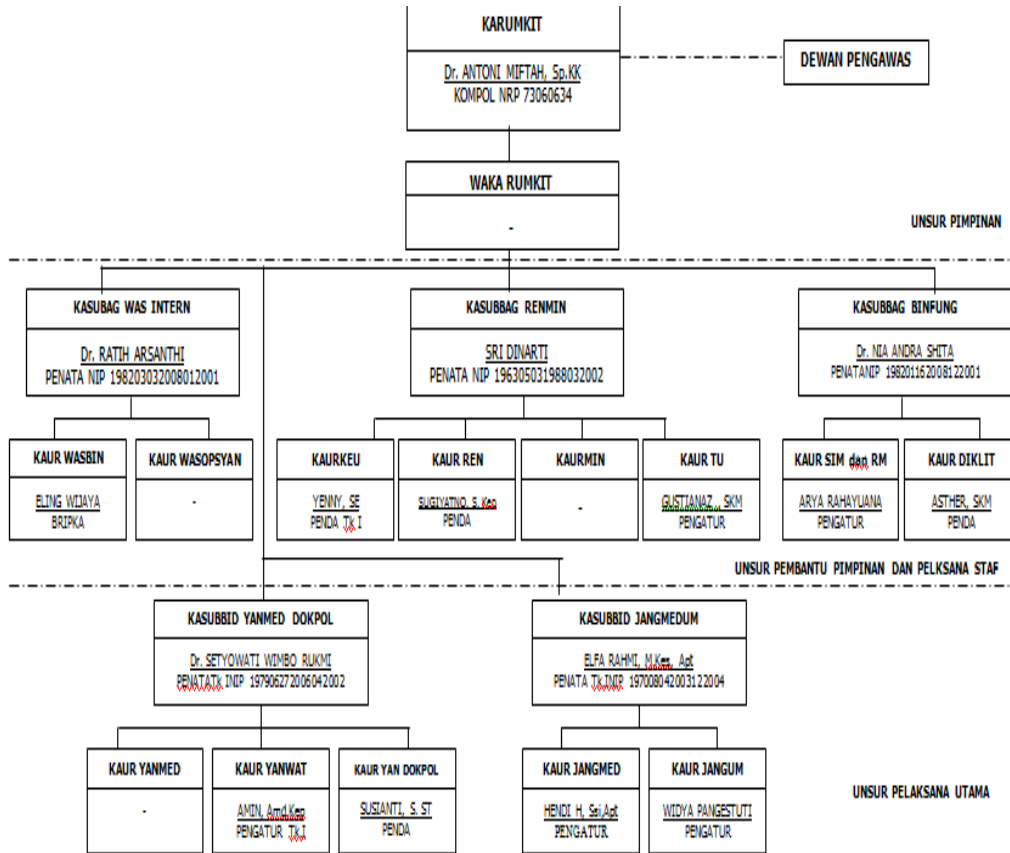 KARUMKIT
Dr. ANTONI MIFTAH, Sp.KK
KOMPOL NRP 73060634
DEWAN PENGAWAS
WAKA RUMKIT
-
UNSUR PIMPINAN
KASUBAG WAS INTERN
Dr. RATIH ARSANTHI
PENATA NIP 198203032008012001
KASUBBAG RENMIN
SRI DINARTI
PENATA NIP 196305031988032002
KASUBBAG BINFUNG
Dr. NIA ANDRA SHITA
PENATANIP 198201162008122001
KAUR WASBIN
ELING WIJAYA
BRIPKA
KAUR WASOPSYAN
-
KAURKEU
YENNY, SE
PENDA Tk I
KAUR REN
SUGIYATNO, S. Kep
PENDA
KAURMIN
-
KAUR TU
GUSTIANAZ, SKM
PENGATUR
KAUR SIM dan RM
ARYA RAHAYUANA
PENGATUR
KAUR DIKLIT
ASTHER, SKM
PENDA
UNSUR PEMBANTU PIMPINAN DAN PELKSANA STAF
KASUBBID YANMED DOKPOL
Dr. SETYOWATI WIMBO RUKMI
PENATATk INIP 197906272006042002
KASUBBID JANGMEDUM
ELFA RAHMI, M.Kes, Apt
PENATA Tk.INIP 197008042003122004
KAUR YANMED
-
KAUR YANWAT
AMIN, Amd.Kep
PENGATUR Tk.I
KAUR YAN DOKPOL
SUSIANTI, S. ST
PENDA
KAUR JANGMED
HENDI H, Ssi,Apt
PENGATUR
KAUR JANGUM
WIDYA PANGESTUTI
PENGATUR
UNSUR PELAKSANA UTAMA